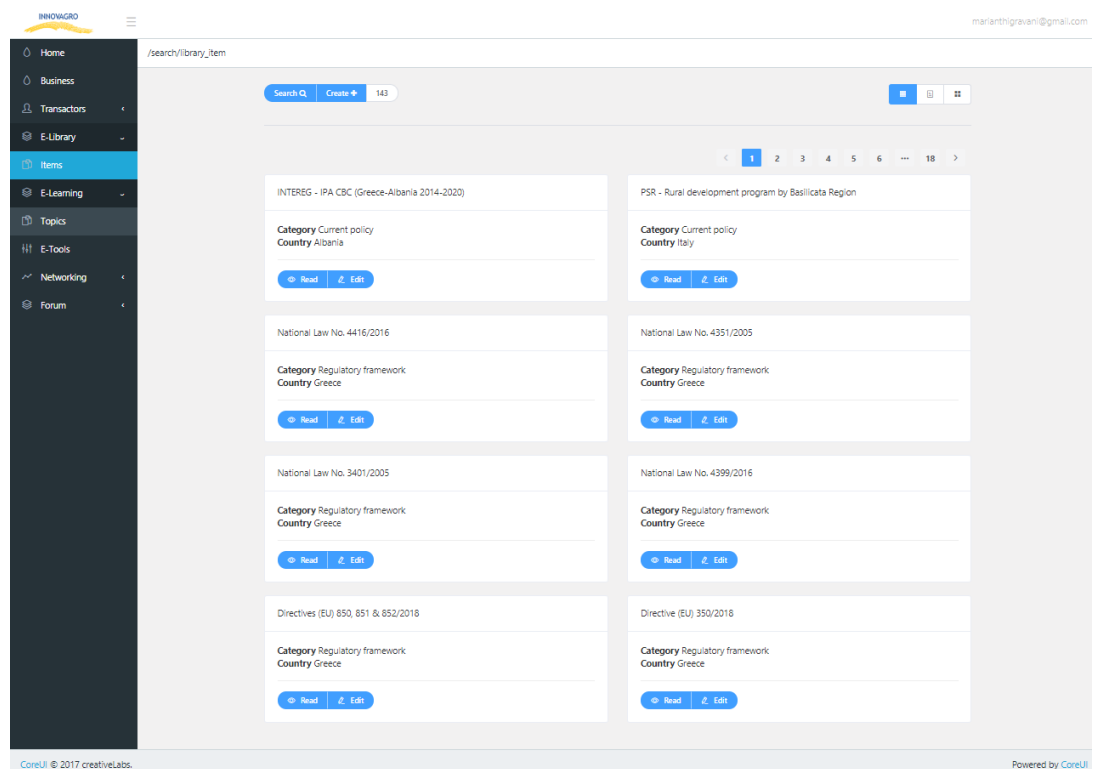 INNOVAGRO
marianthigravani@gmail.com
Home
Business
Transactors
E-Library
Items
E-Learning
Topics
E-Tools
Networking
Forum
/search/library_item
Search Create + 143
1 2 3 4 5 6 ••• 18
INTEREG - IPA CBC (Greece-Albania 2014-2020)
Category Current policy
Country Albania
Read Edit
PSR - Rural development program by Basilicata Region
Category Current policy
Country Italy
Read Edit
National Law No. 4416/2016
Category Regulatory framework
Country Greece
Read Edit
National Law No. 4351/2005
Category Regulatory framework
Country Greece
Read Edit
National Law No. 3401/2005
Category Regulatory framework
Country Greece
Read Edit
National Law No. 4399/2016
Category Regulatory framework
Country Greece
Read Edit
Directives (EU) 850, 851 & 852/2018
Category Regulatory framework
Country Greece
Read Edit
Directive (EU) 350/2018
Category Regulatory framework
Country Greece
Read Edit
CoreUI © 2017 creativeLabs.
Powered by CoreUI